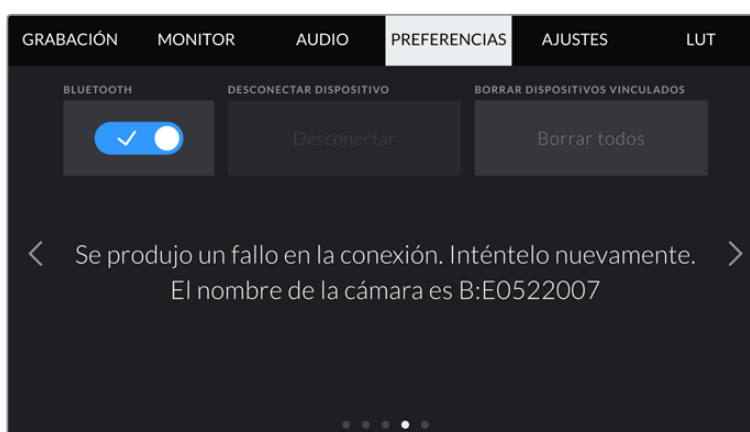 GRABACIÓN MONITOR AUDIO PREFERENCIAS AJUSTES LUT
BLUETOOTH DESCONECTAR DISPOSITIVO BORRAR DISPOSITIVOS VINCULADOS
Desconectar Borrar todos
Se produjo un fallo en la conexión. Inténtelo nuevamente.
El nombre de la cámara es B:E0522007